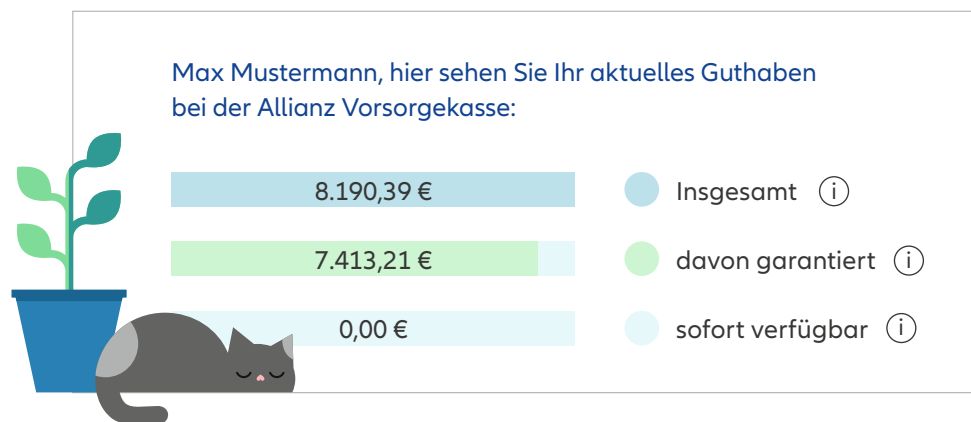 Max Mustermann, hier sehen Sie Ihr aktuelles Guthaben
bei der Allianz Vorsorgekasse:
8.190,39 € Insgesamt i
7.413,21 € davon garantiert i
0,00 € sofort verfügbar i